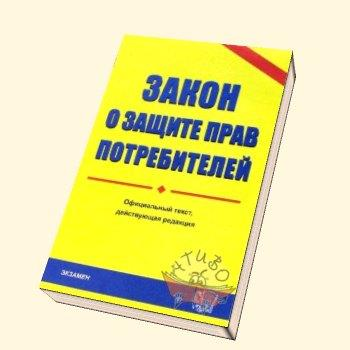 ЗАКОН
О ЗАЩИТЕ ПРАВ
ПОТРЕБИТЕЛЕЙ
Официальный текст,
действующая редакция
ЭКЗАМЕН